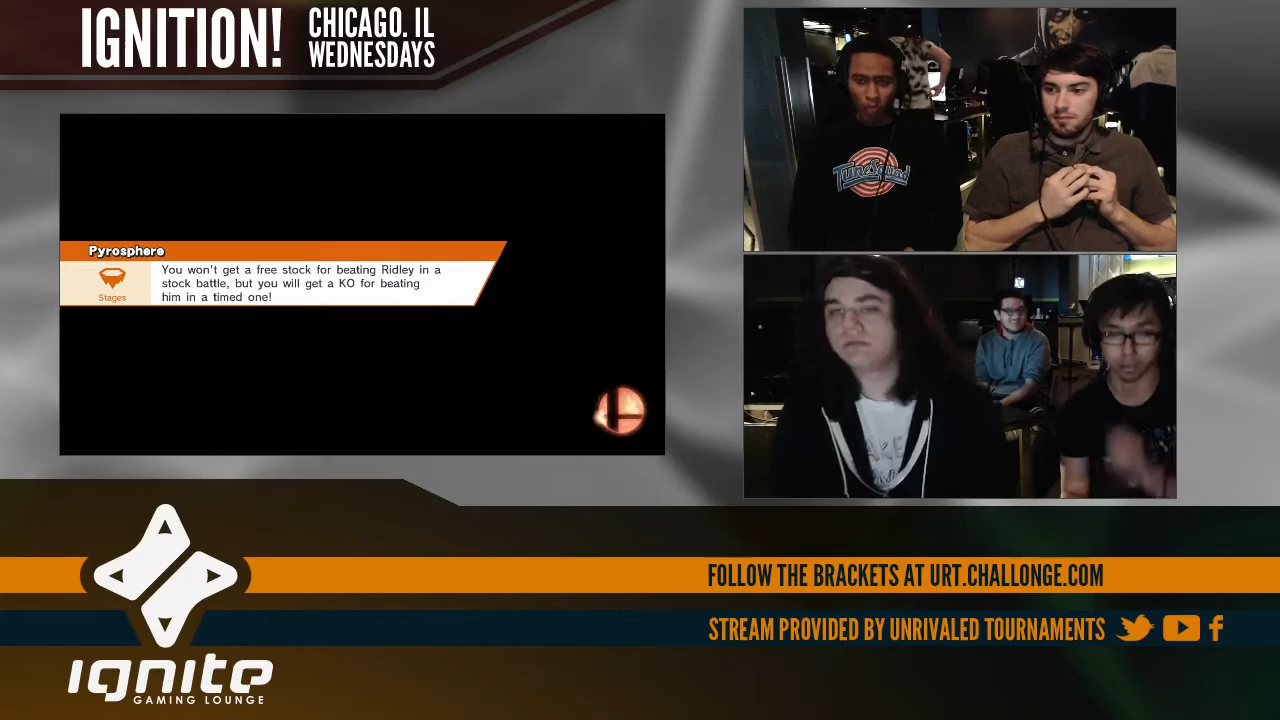 IGNITION!
CHICAGO. IL
WEDNESDAYS
Pyrosphere
You won't get a free stock for beating Ridley in a
stock battle, but you will get a KO for beating
him in a timed one!
Stages
TUNE SQUAD
FOLLOW THE BRACKETS AT URT.CHALLONGE.COM
STREAM PROVIDED BY UNRIVALED TOURNAMENTS
ignite
GAMING LOUNGE